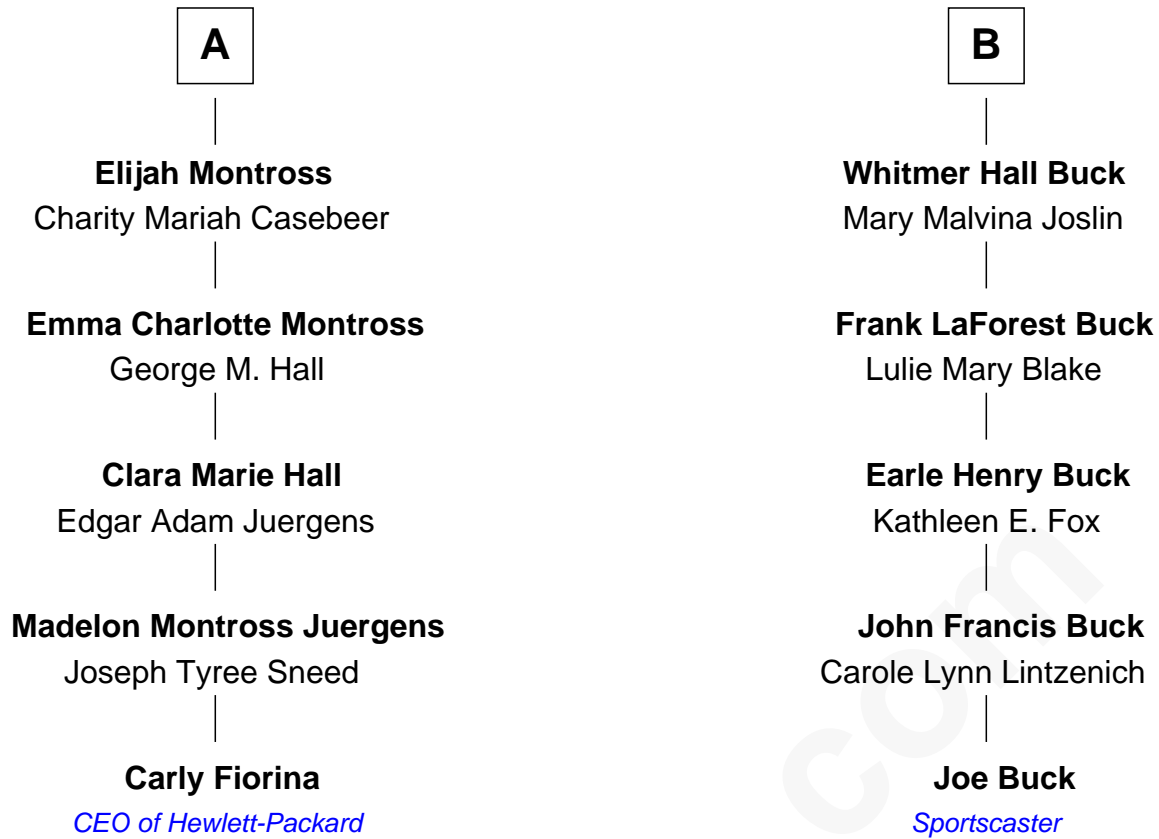 A
Elijah Montross
Charity Mariah Casebeer
Emma Charlotte Montross
George M. Hall
Clara Marie Hall
Edgar Adam Juergens
Madelon Montross Juergens
Joseph Tyree Sneed
Carly Fiorina
CEO of Hewlett-Packard
B
Whitmer Hall Buck
Mary Malvina Joslin
Frank LaForest Buck
Lulie Mary Blake
Earle Henry Buck
Kathleen E. Fox
John Francis Buck
Carole Lynn Lintzenich
Joe Buck
Sportscaster
com